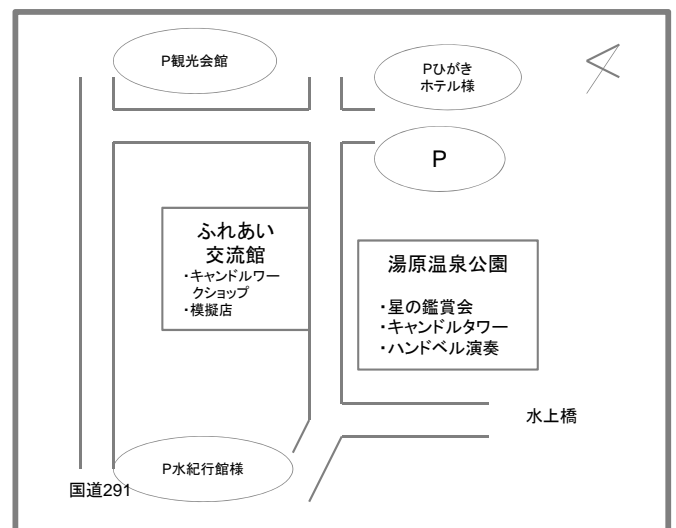 P観光会館
Pひがき
ホテル様
P
ふれあい
交流館
・キャンドルワー
クショップ
・模擬店
湯原温泉公園
・星の鑑賞会
・キャンドルタワー
・ハンドベル演奏
水上橋
P水紀行館様
国道291